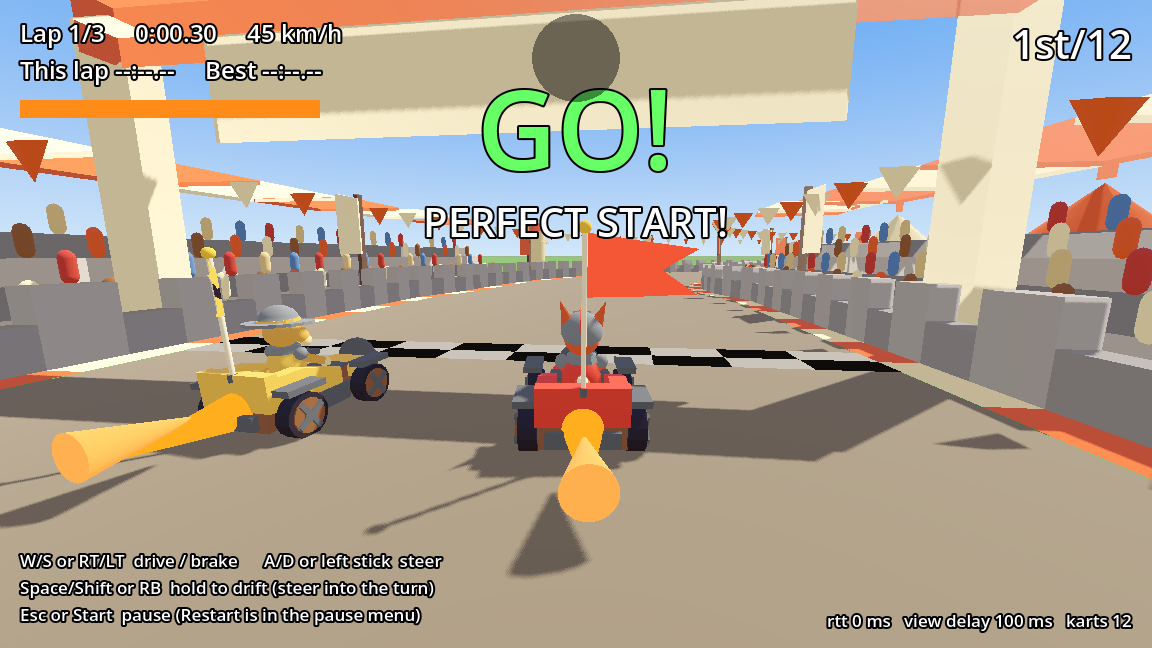 Lap 1/3 0:00.30 45 km/h
1st/12
This lap --:--.-- Best --:--.--
GO!
PERFECT START!
W/S or RT/LT drive / brake A/D or left stick steer
Space/Shift or RB hold to drift (steer into the turn)
Esc or Start pause (Restart is in the pause menu)
rtt 0 ms view delay 100 ms karts 12